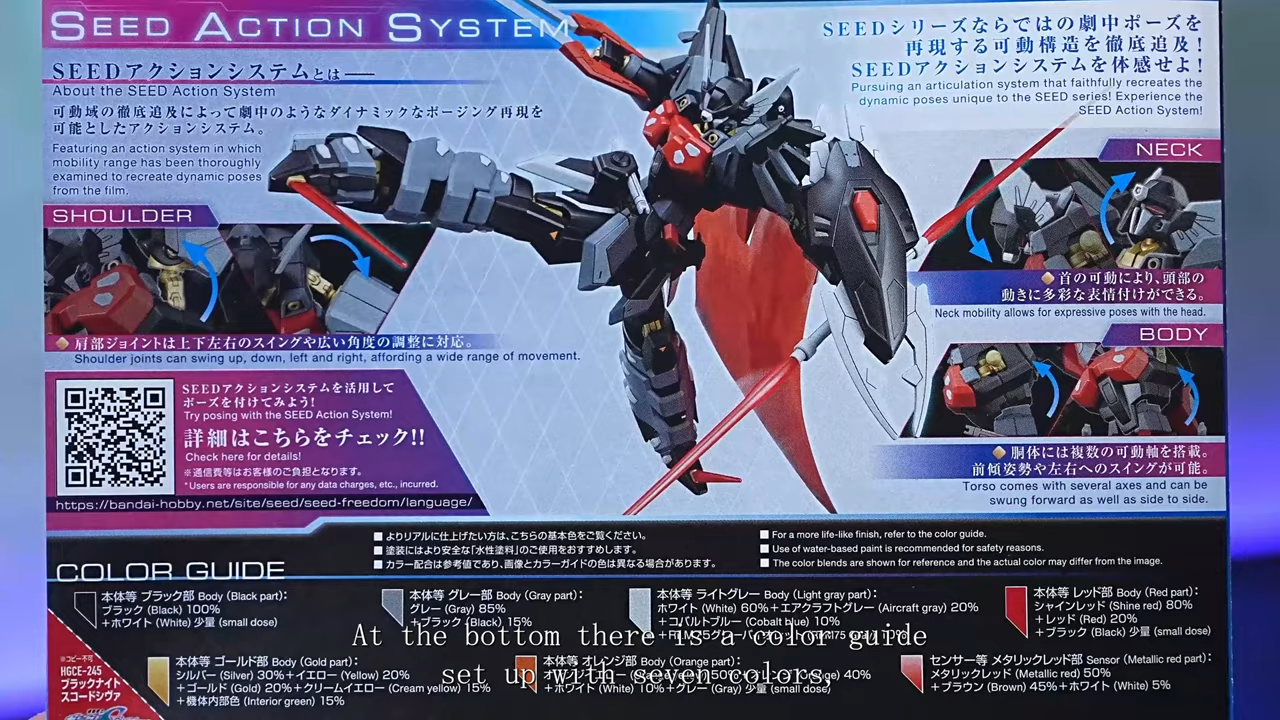 SEED ACTION SYSTEM
SEEDアクションシステムとは——
About the SEED Action System
可動域の徹底追及によって劇中のようなダイナミックなポージング再現を
可能としたアクションシステム。
Featuring an action system in which
mobility range has been thoroughly
examined to recreate dynamic poses
from the film.
SEEDシリーズならではの劇中ポーズを
再現する可動構造を徹底追及!
SEEDアクションシステムを体感せよ!
Pursuing an articulation system that faithfully recreates the
dynamic poses unique to the SEED series! Experience the
SEED Action System!
SHOULDER
肩部ジョイントは上下左右のスイングや広い角度の調整に対応。
Shoulder joints can swing up, down, left and right, affording a wide range of movement.
NECK
首の可動により、頭部の
動きに多彩な表情付けができる。
Neck mobility allows for expressive poses with the head.
BODY
胴体には複数の可動軸を搭載。
前傾姿勢や左右へのスイングが可能。
Torso comes with several axes and can be
swung forward as well as side to side.
SEEDアクションシステムを活用して
ポーズを付けてみよう!
Try posing with the SEED Action System!
詳細はこちらをチェック!!
Check here for details!
※通信費等はお客様のご負担となります。
*Users are responsible for any data charges, etc., incurred.
https://bandai-hobby.net/site/seed/seed-freedom/language/
■よりリアルに仕上げたい方は、こちらの基本色をご覧ください。
■塗装にはより安全な「水性塗料」のご使用をおすすめします。
■カラー配合は参考値であり、画像とカラーガイドの色は異なる場合があります。
■For a more life-like finish, refer to the color guide.
■Use of water-based paint is recommended for safety reasons.
■The color blends are shown for reference and the actual color may differ from the image.
COLOR GUIDE
本体等 ブラック部 Body (Black part):
ブラック (Black) 100%
+ホワイト (White) 少量 (small dose)
本体等 グレー部 Body (Gray part):
グレー (Gray) 85%
+ブラック (Black) 15%
本体等 ライトグレー部 Body (Light gray part):
ホワイト (White) 60%+エアクラフトグレー (Aircraft gray) 20%
+コバルトブルー (Cobalt blue) 10%
本体等 レッド部 Body (Red part):
シャインレッド (Shine red) 80%
+レッド (Red) 20%
+ブラック (Black) 少量 (small dose)
※コピー不可
HGCE-245
ブラックナイト
スコードシヴァ
本体等 ゴールド部 Body (Gold part):
シルバー (Silver) 30%+イエロー (Yellow) 20%
+ゴールド (Gold) 20%+クリームイエロー (Cream yellow) 15%
+機体内部色 (Interior green) 15%
本体等 オレンジ部 Body (Orange part):
40%
+ホワイト (White) 10%+グレー (Gray) 少量 (small dose)
センサー等 メタリックレッド部 Sensor (Metallic red part):
メタリックレッド (Metallic red) 50%
+ブラウン (Brown) 45%+ホワイト (White) 5%
At the bottom there is a color guide
set up with seven colors.